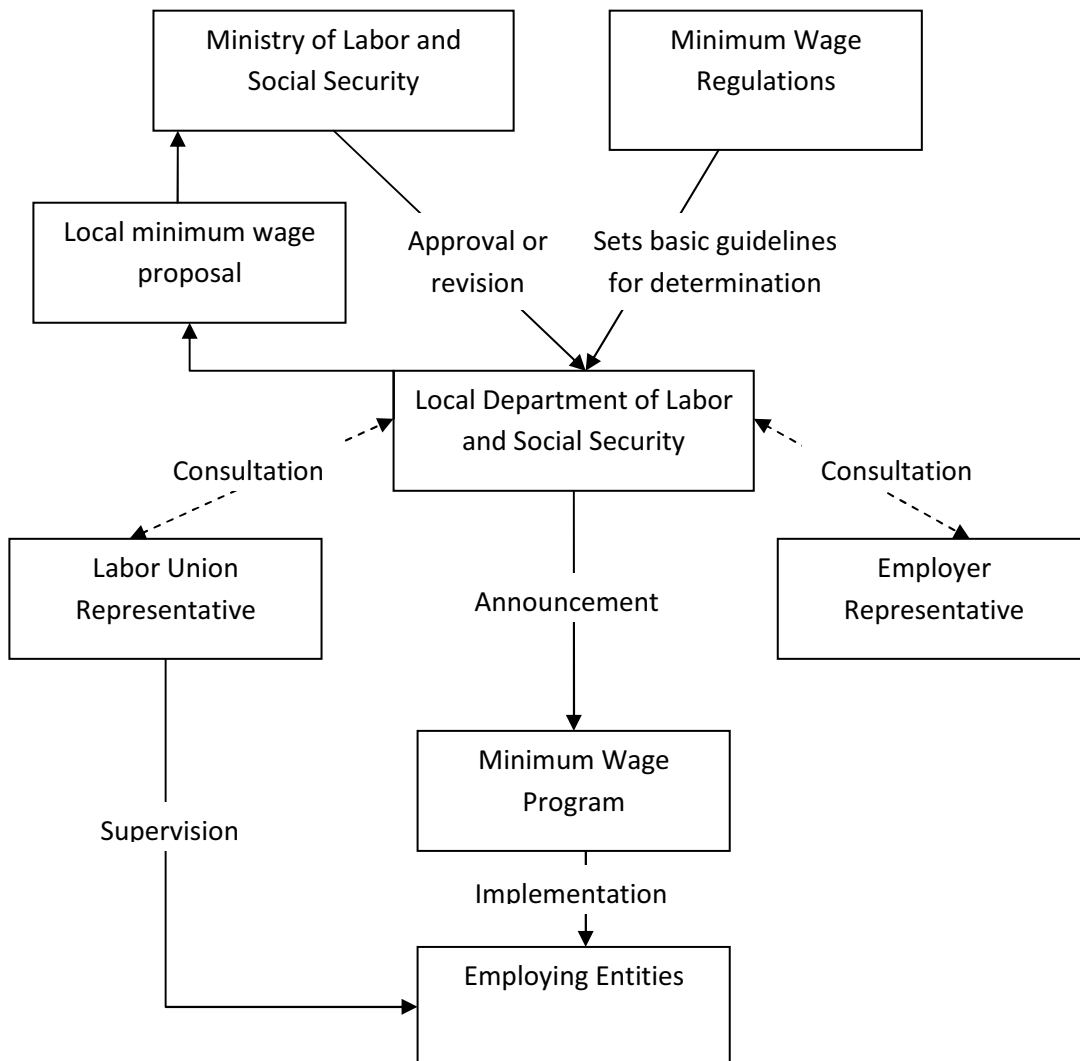 Ministry of Labor and
Social Security
Minimum Wage
Regulations
Local minimum wage
proposal
Approval or
revision
Sets basic guidelines
for determination
Local Department of Labor
and Social Security
Consultation
Consultation
Labor Union
Representative
Employer
Representative
Announcement
Minimum Wage
Program
Supervision
Implementation
Employing Entities